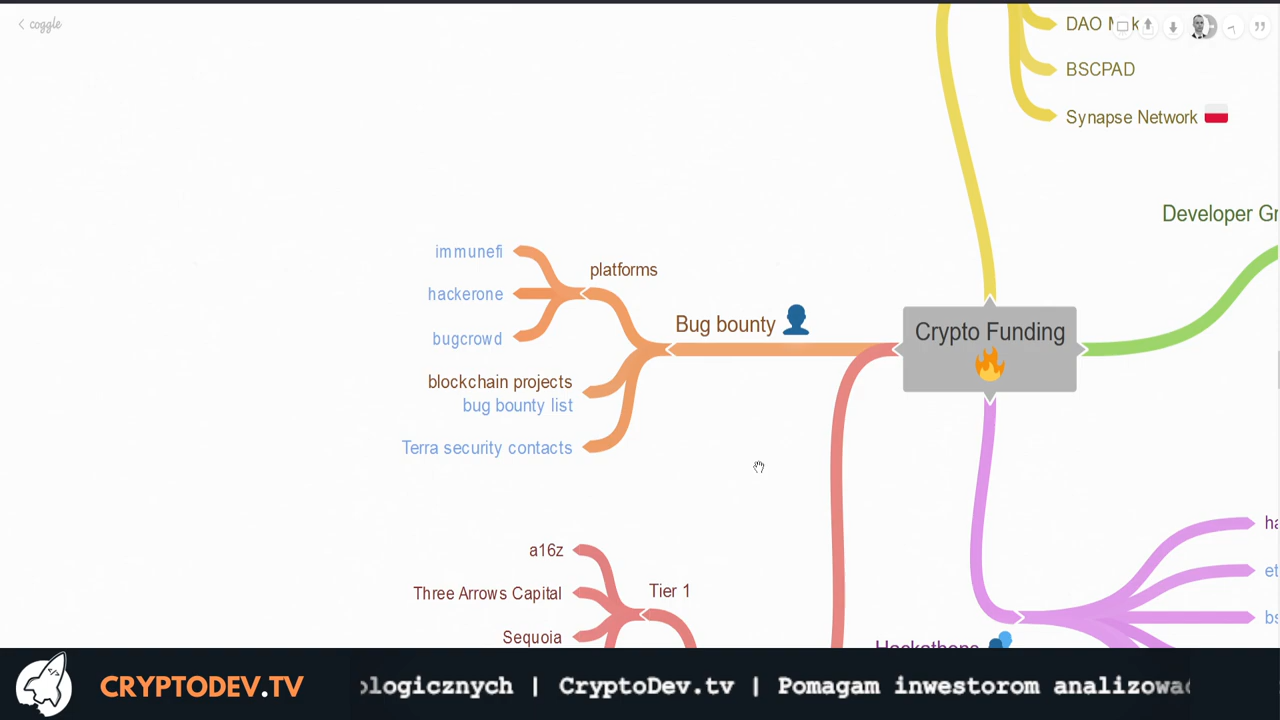 coggle
DAO
BSCPAD
Synapse Network
Developer
immunefi
platforms
hackerone
Bug bounty
bugcrowd
Crypto Funding
blockchain projects
bug bounty list
Terra security contacts
a16z
Three Arrows Capital
Tier 1
Sequoia
Hackathons
CRYPTODEV.TV
| CryptoDev.tv | Pomagam inwestorom